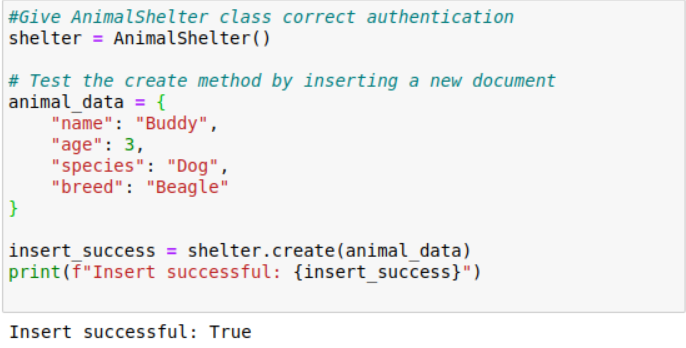 #Give AnimalShelter class correct authentication
shelter = AnimalShelter()
# Test the create method by inserting a new document
animal_data = {
    "name": "Buddy",
    "age": 3,
    "species": "Dog",
    "breed": "Beagle"
}
insert_success = shelter.create(animal_data)
print(f"Insert successful: {insert_success}")
Insert successful: True